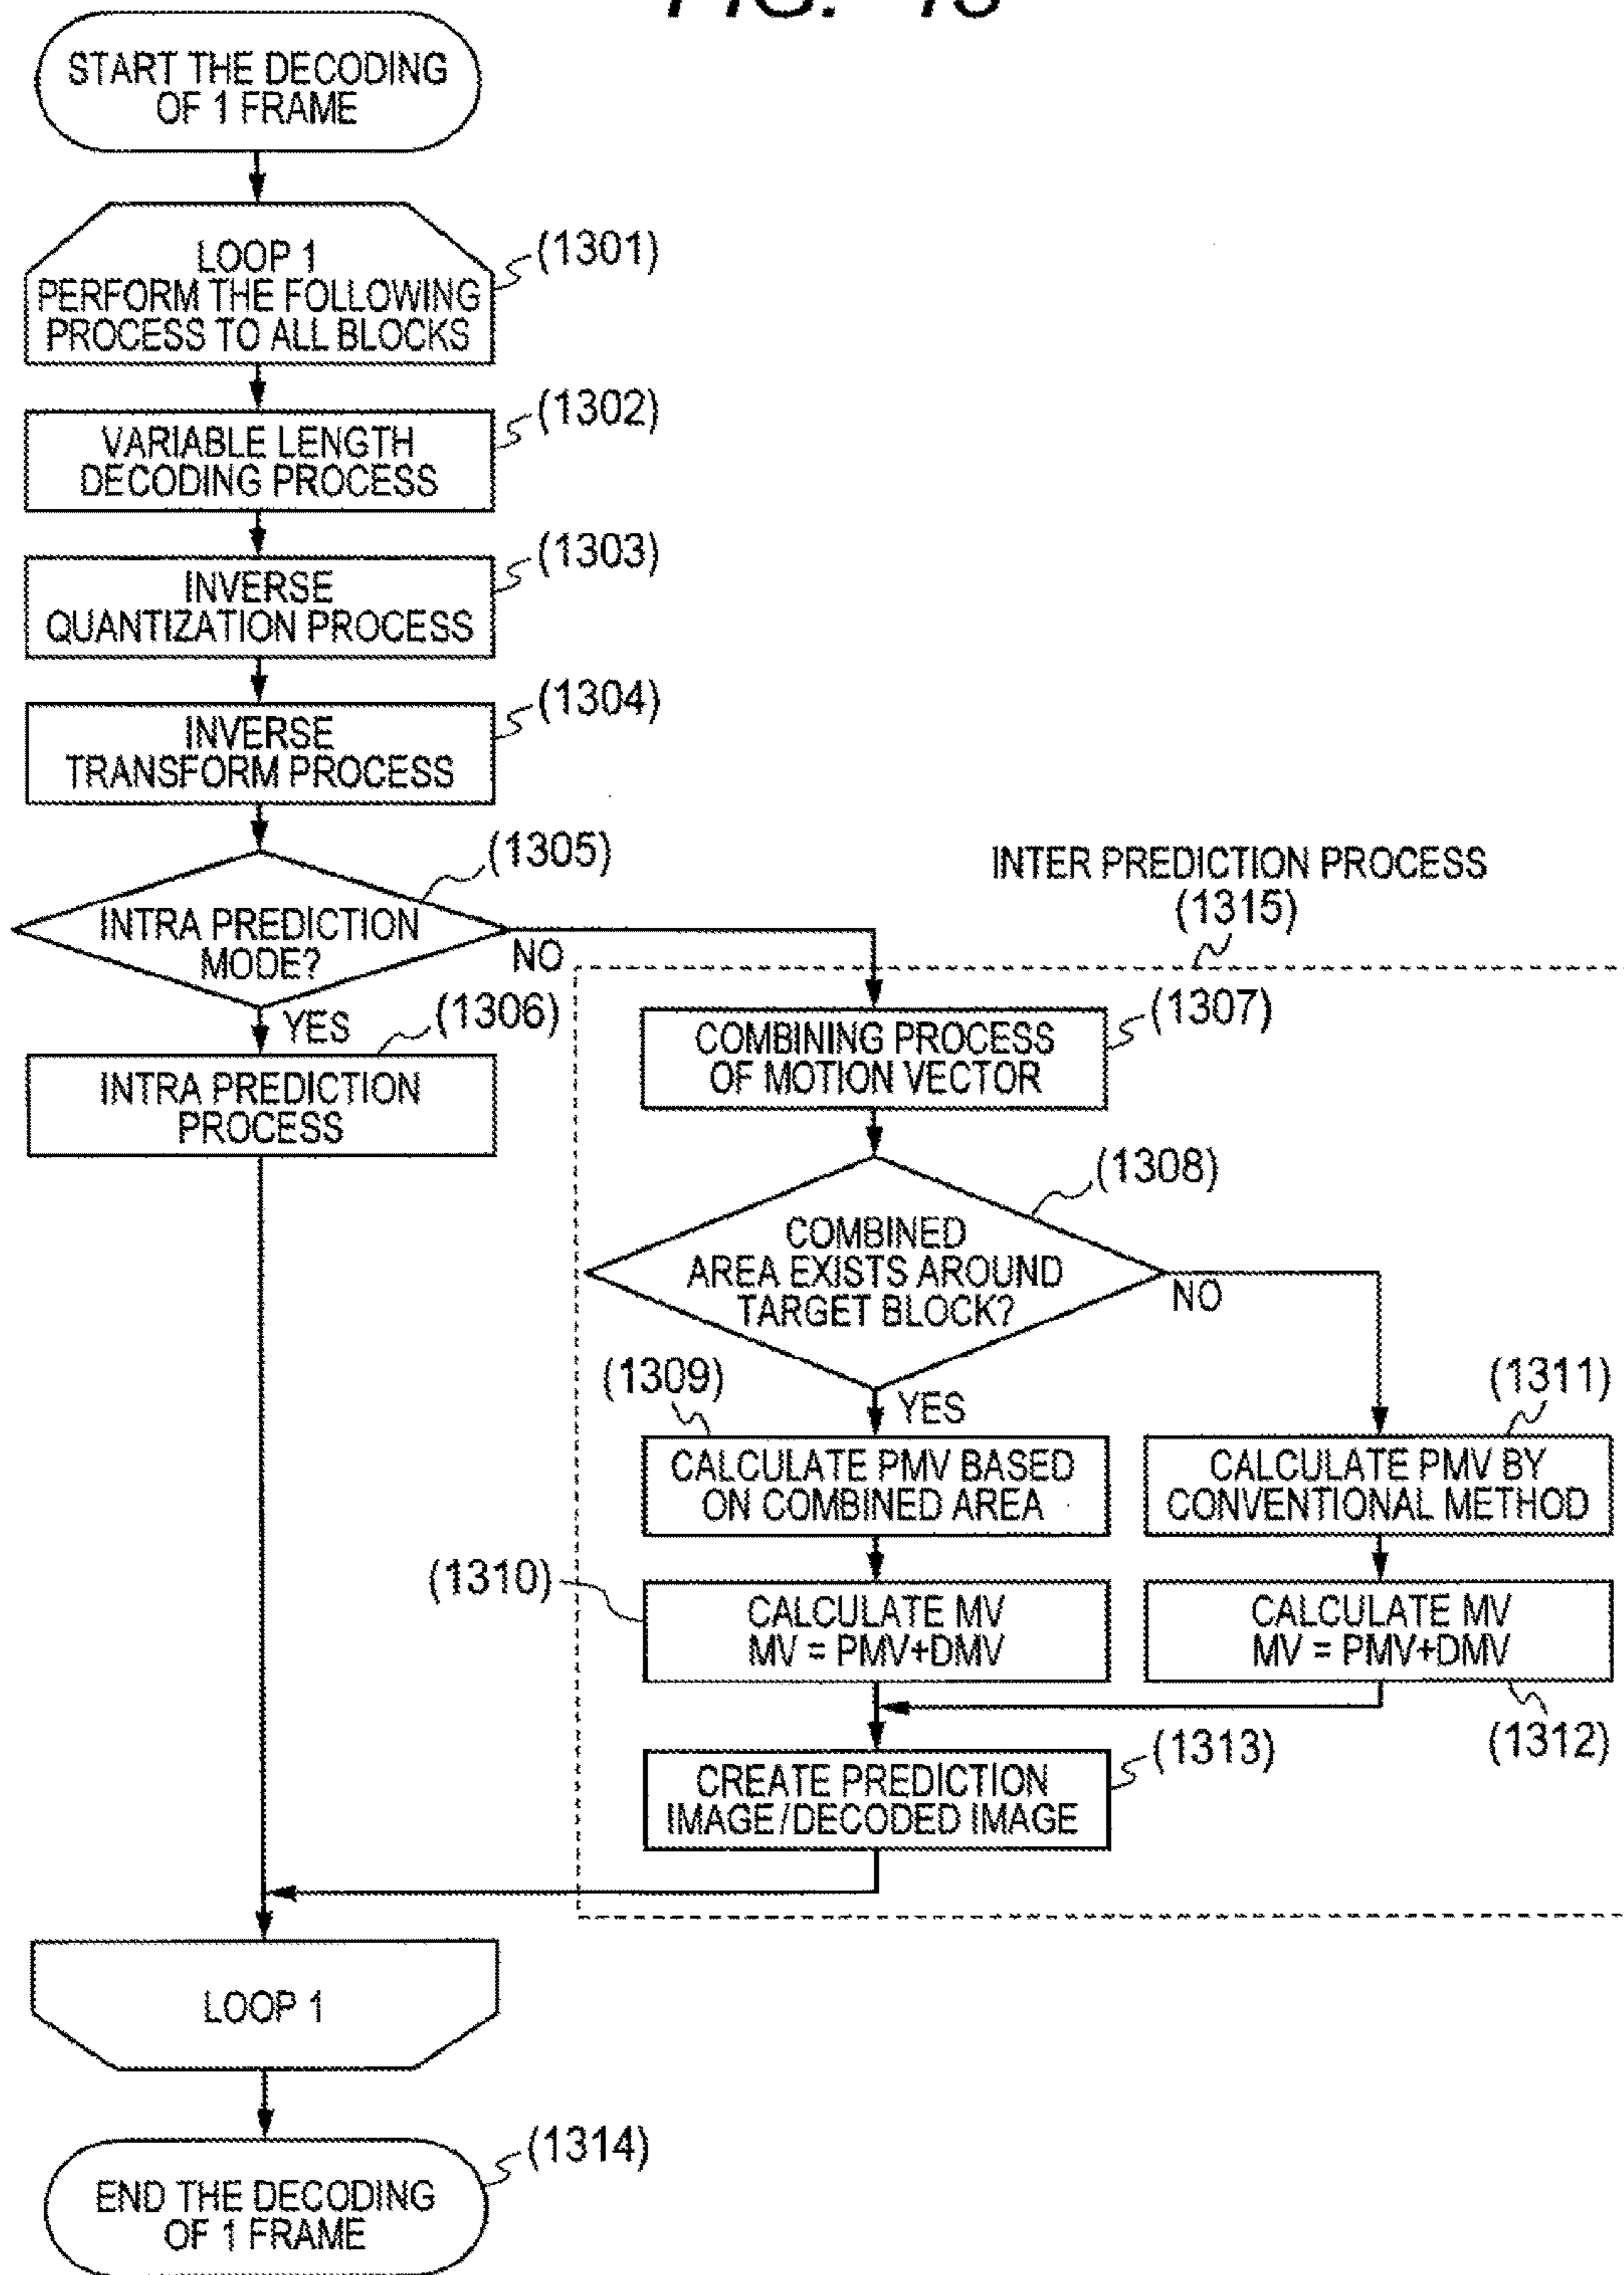 START THE DECODING
OF 1 FRAME
LOOP 1
PERFORM THE FOLLOWING
PROCESS TO ALL BLOCKS
(1301)
VARIABLE LENGTH
DECODING PROCESS
(1302)
INVERSE
QUANTIZATION PROCESS
(1303)
INVERSE
TRANSFORM PROCESS
(1304)
INTRA PREDICTION
MODE?
(1305)
NO
YES
INTRA PREDICTION
PROCESS
(1306)
INTER PREDICTION PROCESS
(1315)
COMBINING PROCESS
OF MOTION VECTOR
(1307)
COMBINED
AREA EXISTS AROUND
TARGET BLOCK?
(1308)
NO
YES
(1309)
CALCULATE PMV BASED
ON COMBINED AREA
(1311)
CALCULATE PMV BY
CONVENTIONAL METHOD
(1310)
CALCULATE MV
MV = PMV+DMV
CALCULATE MV
MV = PMV+DMV
(1312)
CREATE PREDICTION
IMAGE/DECODED IMAGE
(1313)
LOOP 1
END THE DECODING
OF 1 FRAME
(1314)